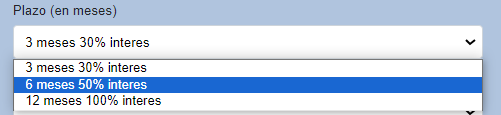 Plazo (en meses)
3 meses 30% interes
3 meses 30% interes
6 meses 50% interes
12 meses 100% interes